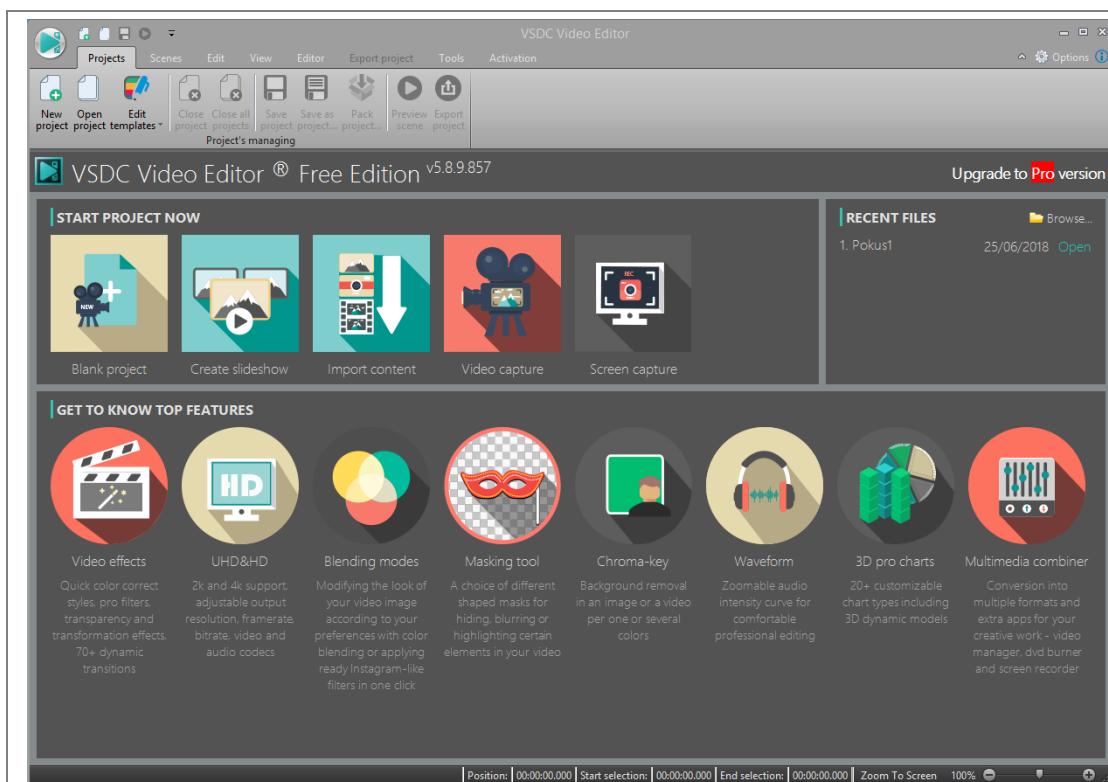 VSDC Video Editor
Projects Scenes Edit View Editor Export project Tools Activation Options
New project Open project Edit templates Close project Close all projects Save project Save as project... Pack project... Preview scene Export project
Project's managing
VSDC Video Editor ® Free Edition v5.8.9.857
Upgrade to Pro version
START PROJECT NOW
NEW
REC
Blank project Create slideshow Import content Video capture Screen capture
RECENT FILES Browse...
1. Pokus1 25/06/2018 Open
GET TO KNOW TOP FEATURES
HD
Video effects
Quick color correct
styles, pro filters,
transparency and
transformation effects,
70+ dynamic
transitions
UHD&HD
2k and 4k support,
adjustable output
resolution, framerate,
bitrate, video and
audio codecs
Blending modes
Modifying the look of
your video image
according to your
preferences with color
blending or applying
ready Instagram-like
filters in one click
Masking tool
A choice of different
shaped masks for
hiding, blurring or
highlighting certain
elements in your video
Chroma-key
Background removal
in an image or a video
per one or several
colors
Waveform
Zoomable audio
intensity curve for
comfortable
professional editing
3D pro charts
20+ customizable
chart types including
3D dynamic models
Multimedia combiner
Conversion into
multiple formats and
extra apps for your
creative work - video
manager, dvd burner
and screen recorder
Position: 00:00:00.000 Start selection: 00:00:00.000 End selection: 00:00:00.000 Zoom To Screen 100%